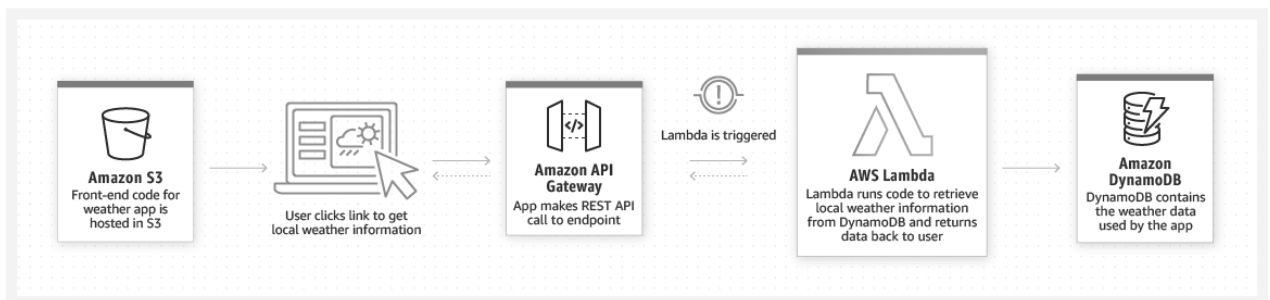 Amazon S3
Front-end code for
weather app is
hosted in S3
User clicks link to get
local weather information
</>
Amazon API
Gateway
App makes REST API
call to endpoint
!
Lambda is triggered
AWS Lambda
Lambda runs code to retrieve
local weather information
from DynamoDB and returns
data back to user
Amazon
DynamoDB
DynamoDB contains
the weather data
used by the app